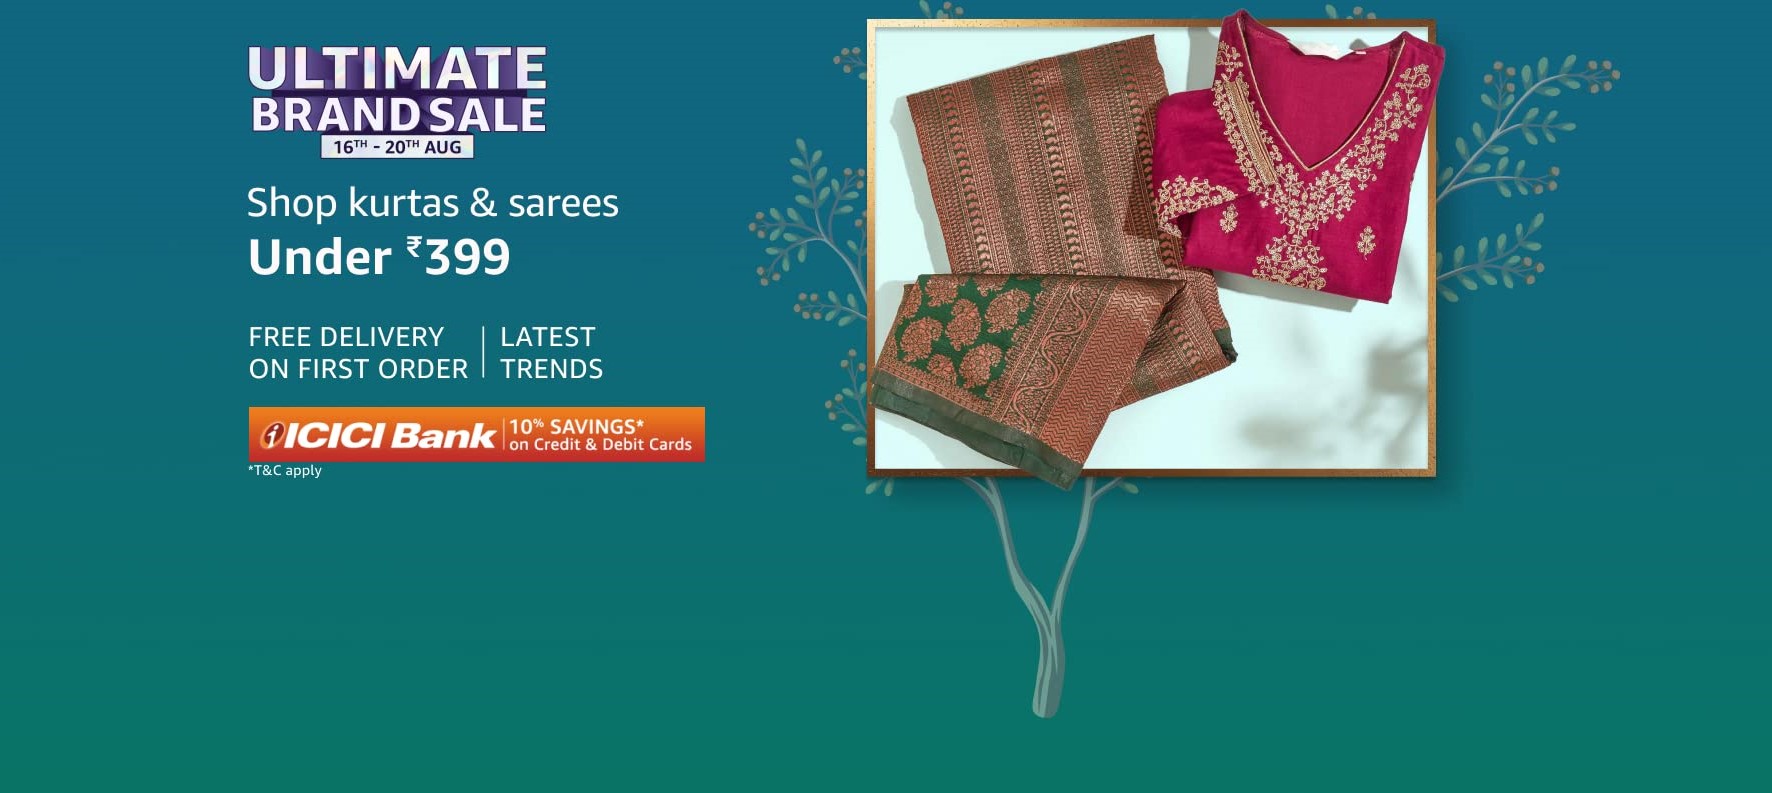 ULTIMATE
BRAND SALE
16TH - 20TH AUG
Shop kurtas & sarees
Under ₹399
FREE DELIVERY
ON FIRST ORDER
LATEST
TRENDS
ICICI Bank
10% SAVINGS*
on Credit & Debit Cards
*T&C apply